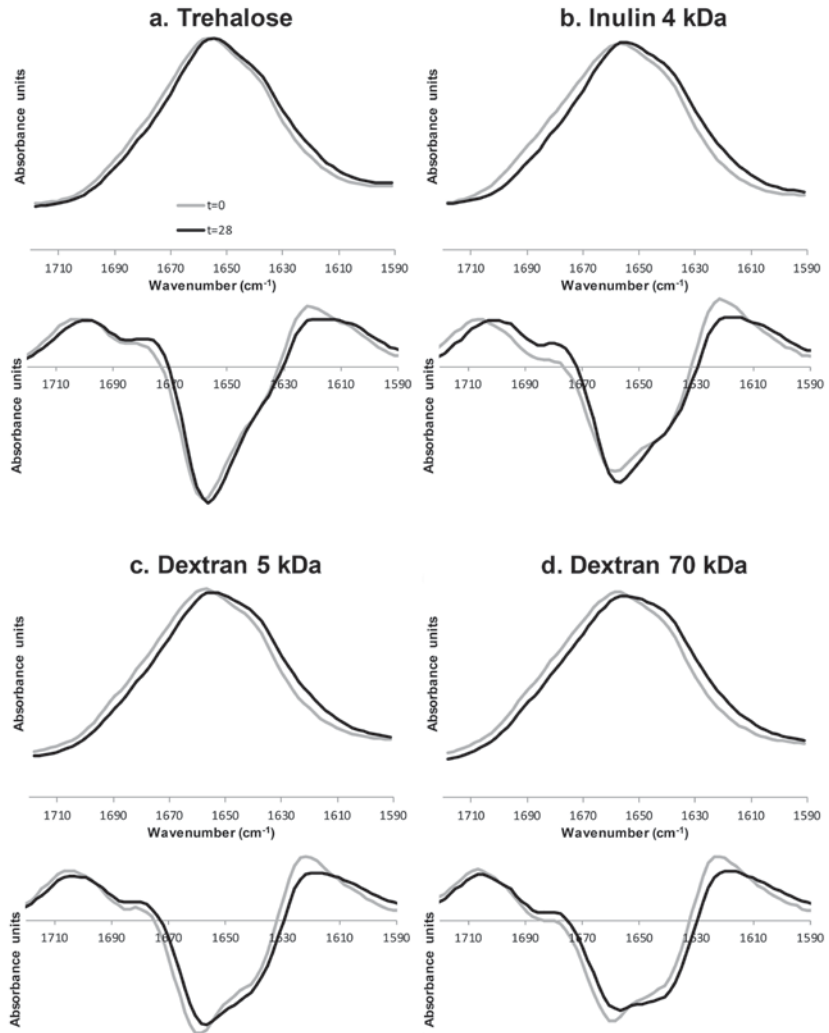 a. Trehalose
b. Inulin 4 kDa
Absorbance units
Absorbance units
t=0
t=28
1710 1690 1670 1650 1630 1610 1590
Wavenumber (cm⁻¹)
1710 1690 1670 1650 1630 1610 1590
Wavenumber (cm⁻¹)
Absorbance units
1710 1690 1670 1650 1630 1610 1590
Absorbance units
1710 1690 1670 1650 1630 1610 1590
c. Dextran 5 kDa
d. Dextran 70 kDa
Absorbance units
Absorbance units
1710 1690 1670 1650 1630 1610 1590
Wavenumber (cm⁻¹)
1710 1690 1670 1650 1630 1610 1590
Wavenumber (cm⁻¹)
Absorbance units
1710 1690 1670 1650 1630 1610 1590
Absorbance units
1710 1690 1670 1650 1630 1610 1590